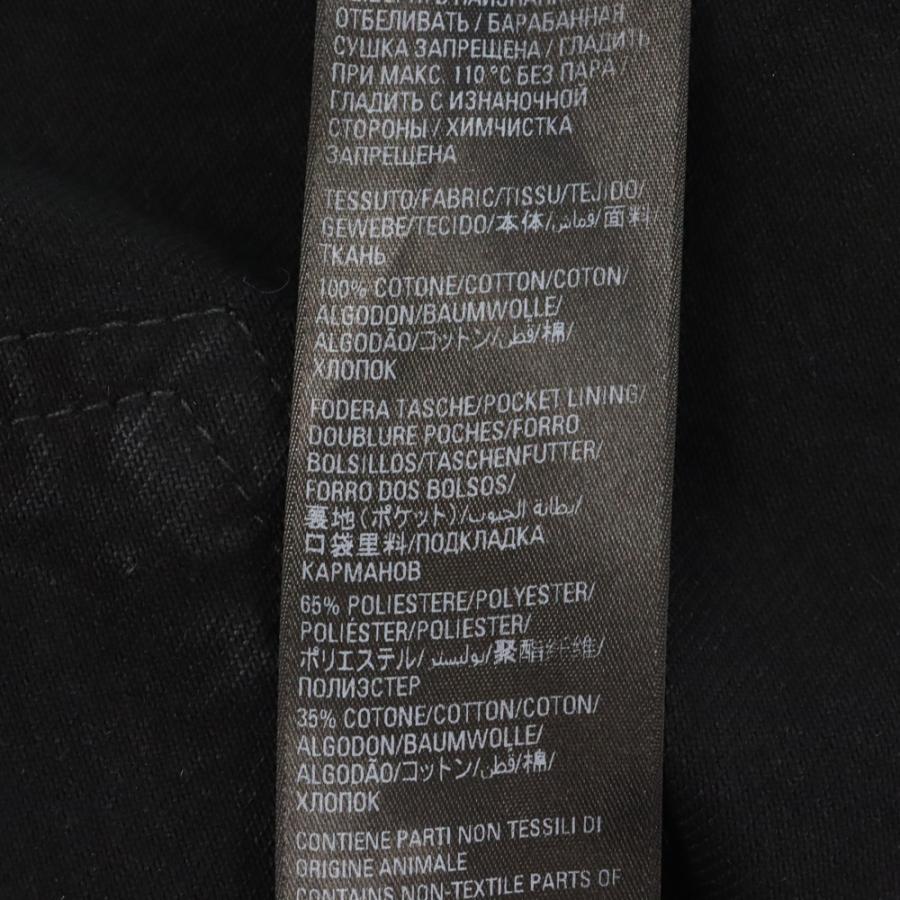 ОТБЕЛИВАТЬ / БАРАБАННАЯ
СУШКА ЗАПРЕЩЕНА / ГЛАДИТЬ
ПРИ МАКС. 110 °C БЕЗ ПАРА /
ГЛАДИТЬ С ИЗНАНОЧНОЙ
СТОРОНЫ / ХИМЧИСТКА
ЗАПРЕЩЕНА
TESSUTO/FABRIC/TISSU/TEJIDO/
GEWEBE/TECIDO/本体/قماش/面料/
ТКАНЬ
100% COTONE/COTTON/COTON/
ALGODON/BAUMWOLLE/
ALGODÃO/コットン/قطن/棉/
ХЛОПОК
FODERA TASCHE/POCKET LINING/
DOUBLURE POCHES/FORRO
BOLSILLOS/TASCHENFUTTER/
FORRO DOS BOLSOS/
裏地(ポケット)/بطانة الجيوب/
口袋里料/ПОДКЛАДКА
КАРМАНОВ
65% POLIESTERE/POLYESTER/
POLIÉSTER/POLIESTER/
ポリエステル/بوليستر/聚酯纤维/
ПОЛИЭСТЕР
35% COTONE/COTTON/COTON/
ALGODON/BAUMWOLLE/
ALGODÃO/コットン/قطن/棉/
ХЛОПОК
CONTIENE PARTI NON TESSILI DI
ORIGINE ANIMALE
CONTAINS NON-TEXTILE PARTS OF